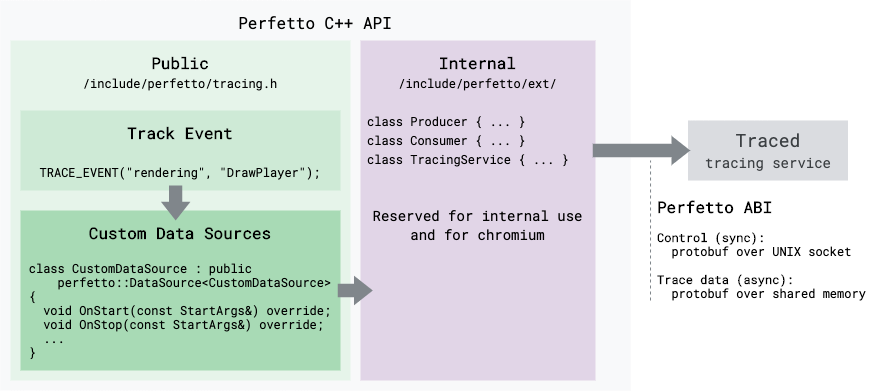 Perfetto C++ API
Public
/include/perfetto/tracing.h
Track Event
TRACE_EVENT("rendering", "DrawPlayer");
Custom Data Sources
class CustomDataSource : public
perfetto::DataSource<CustomDataSource>
{
void OnStart(const StartArgs&) override;
void OnStop(const StartArgs&) override;
...
}
Internal
/include/perfetto/ext/
class Producer { ... }
class Consumer { ... }
class TracingService { ... }
Reserved for internal use
and for chromium
Traced
tracing service
Perfetto ABI
Control (sync):
protobuf over UNIX socket
Trace data (async):
protobuf over shared memory